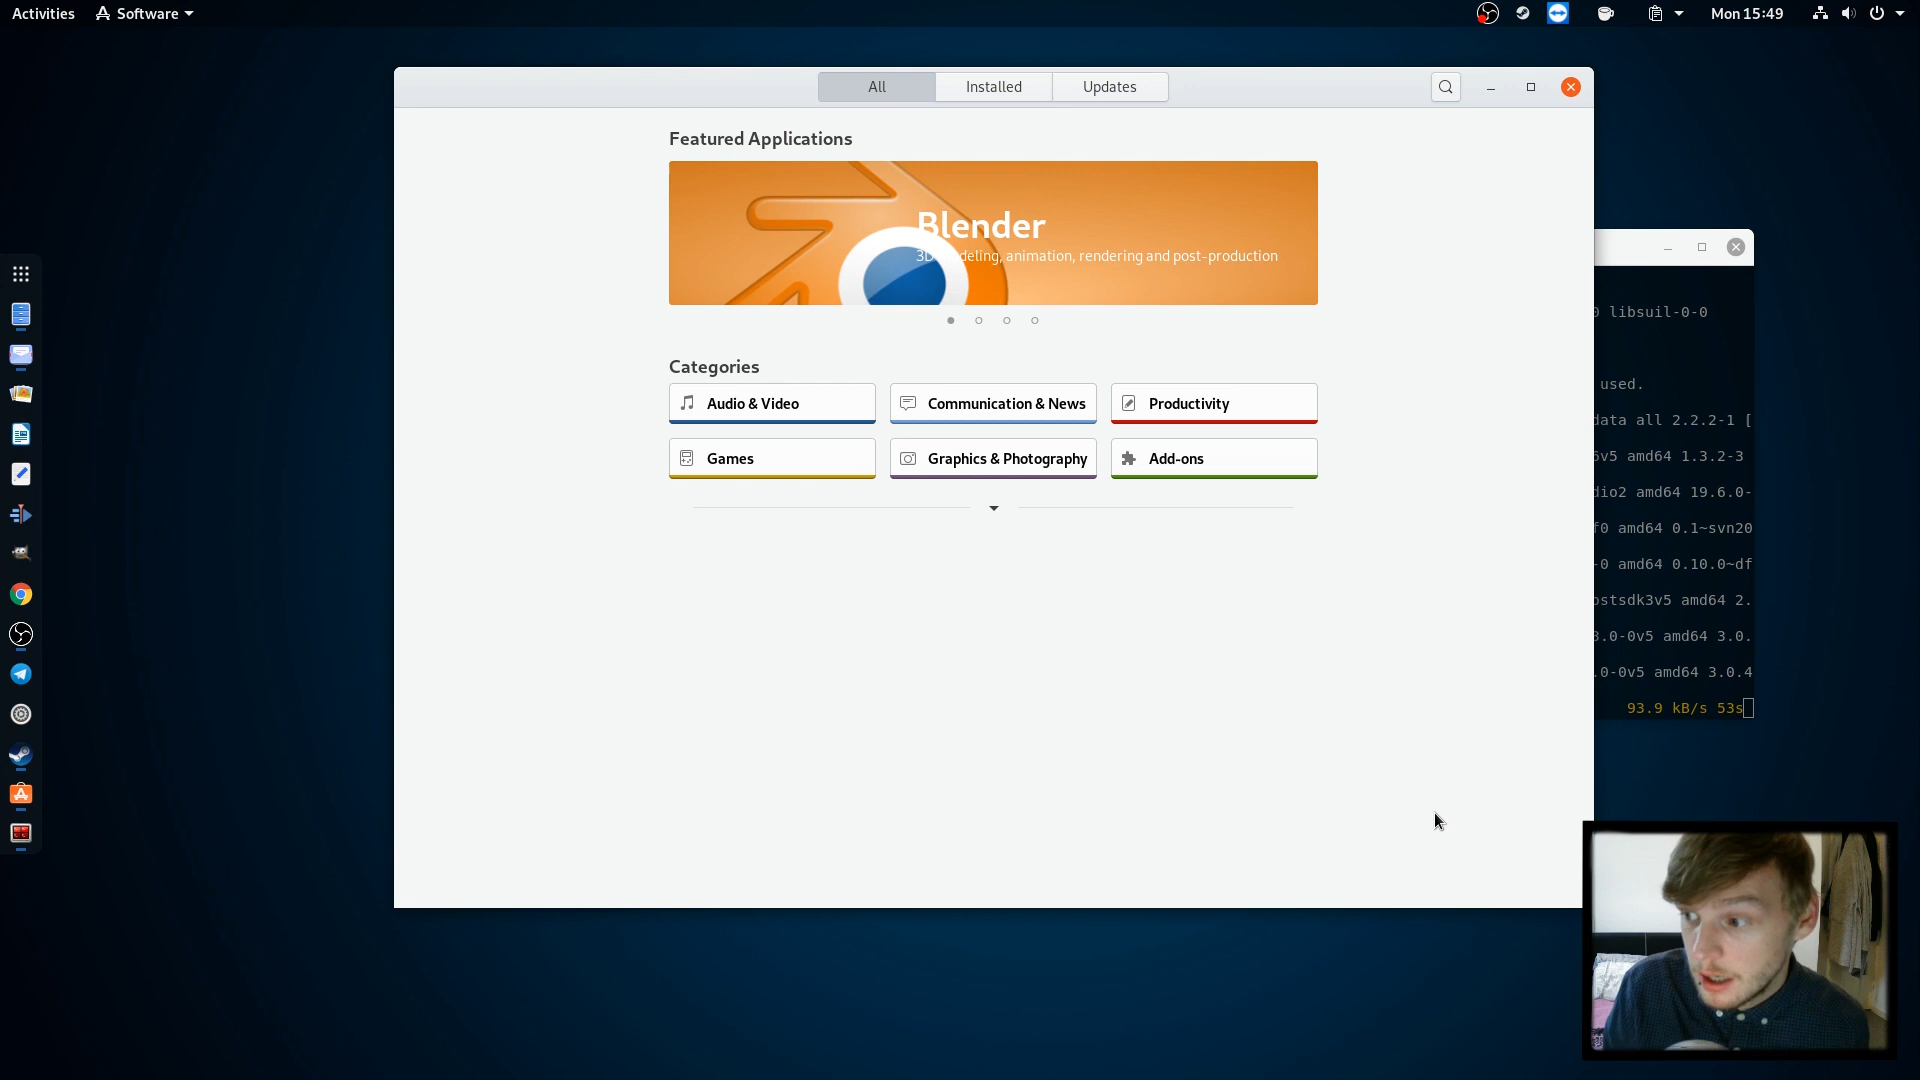 Activities
Software
Mon 15:49
All
Installed
Updates
Featured Applications
Blender
3D modeling, animation, rendering and post-production
Categories
Audio & Video
Communication & News
Productivity
Games
Graphics & Photography
Add-ons
libsuil-0-0
used.
data all 2.2.2-1 [
6v5 amd64 1.3.2-3
dio2 amd64 19.6.0-
f0 amd64 0.1~svn20
-0 amd64 0.10.0~df
ostsdk3v5 amd64 2.
3.0-0v5 amd64 3.0.
.0-0v5 amd64 3.0.4
93.9 kB/s 53s